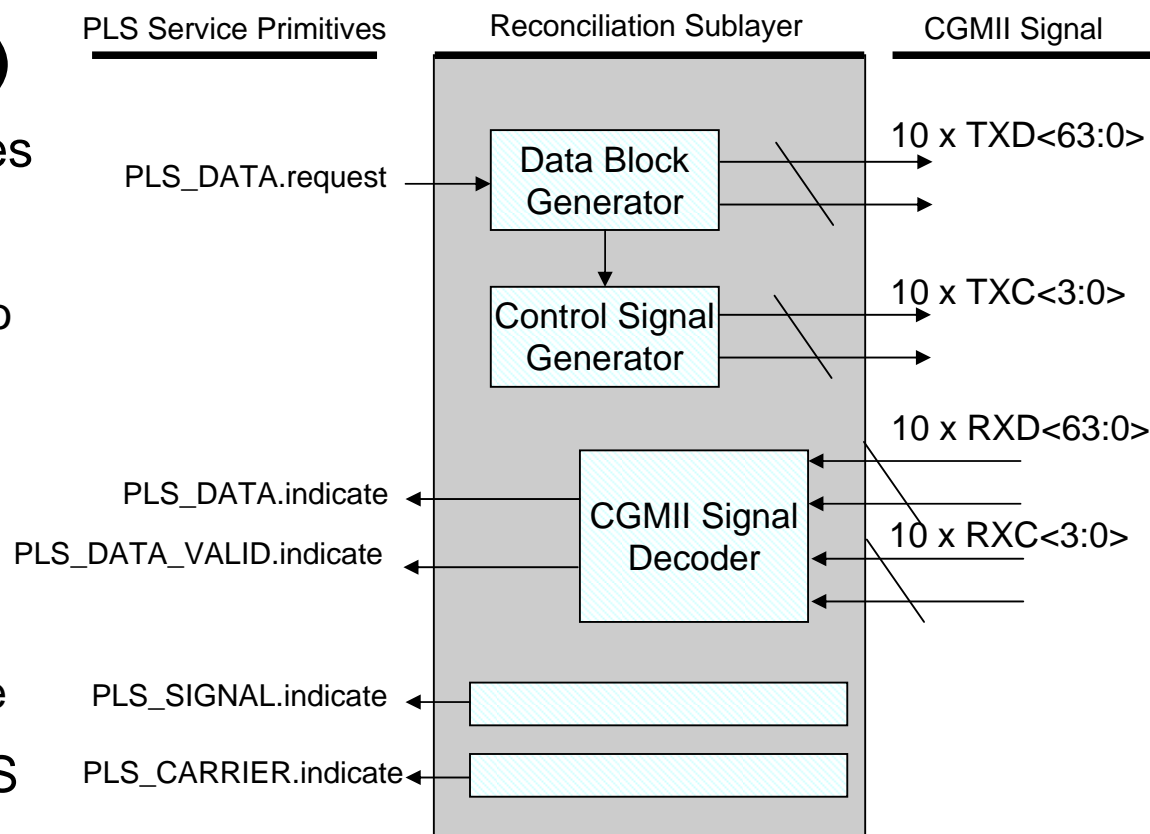 PLS Service Primitives
Reconciliation Sublayer
CGMII Signal
)
es
o
e
S
PLS_DATA.request
Data Block
Generator
10 x TXD<63:0>
Control Signal
Generator
10 x TXC<3:0>
PLS_DATA.indicate
PLS_DATA_VALID.indicate
CGMII Signal
Decoder
10 x RXD<63:0>
10 x RXC<3:0>
PLS_SIGNAL.indicate
PLS_CARRIER.indicate